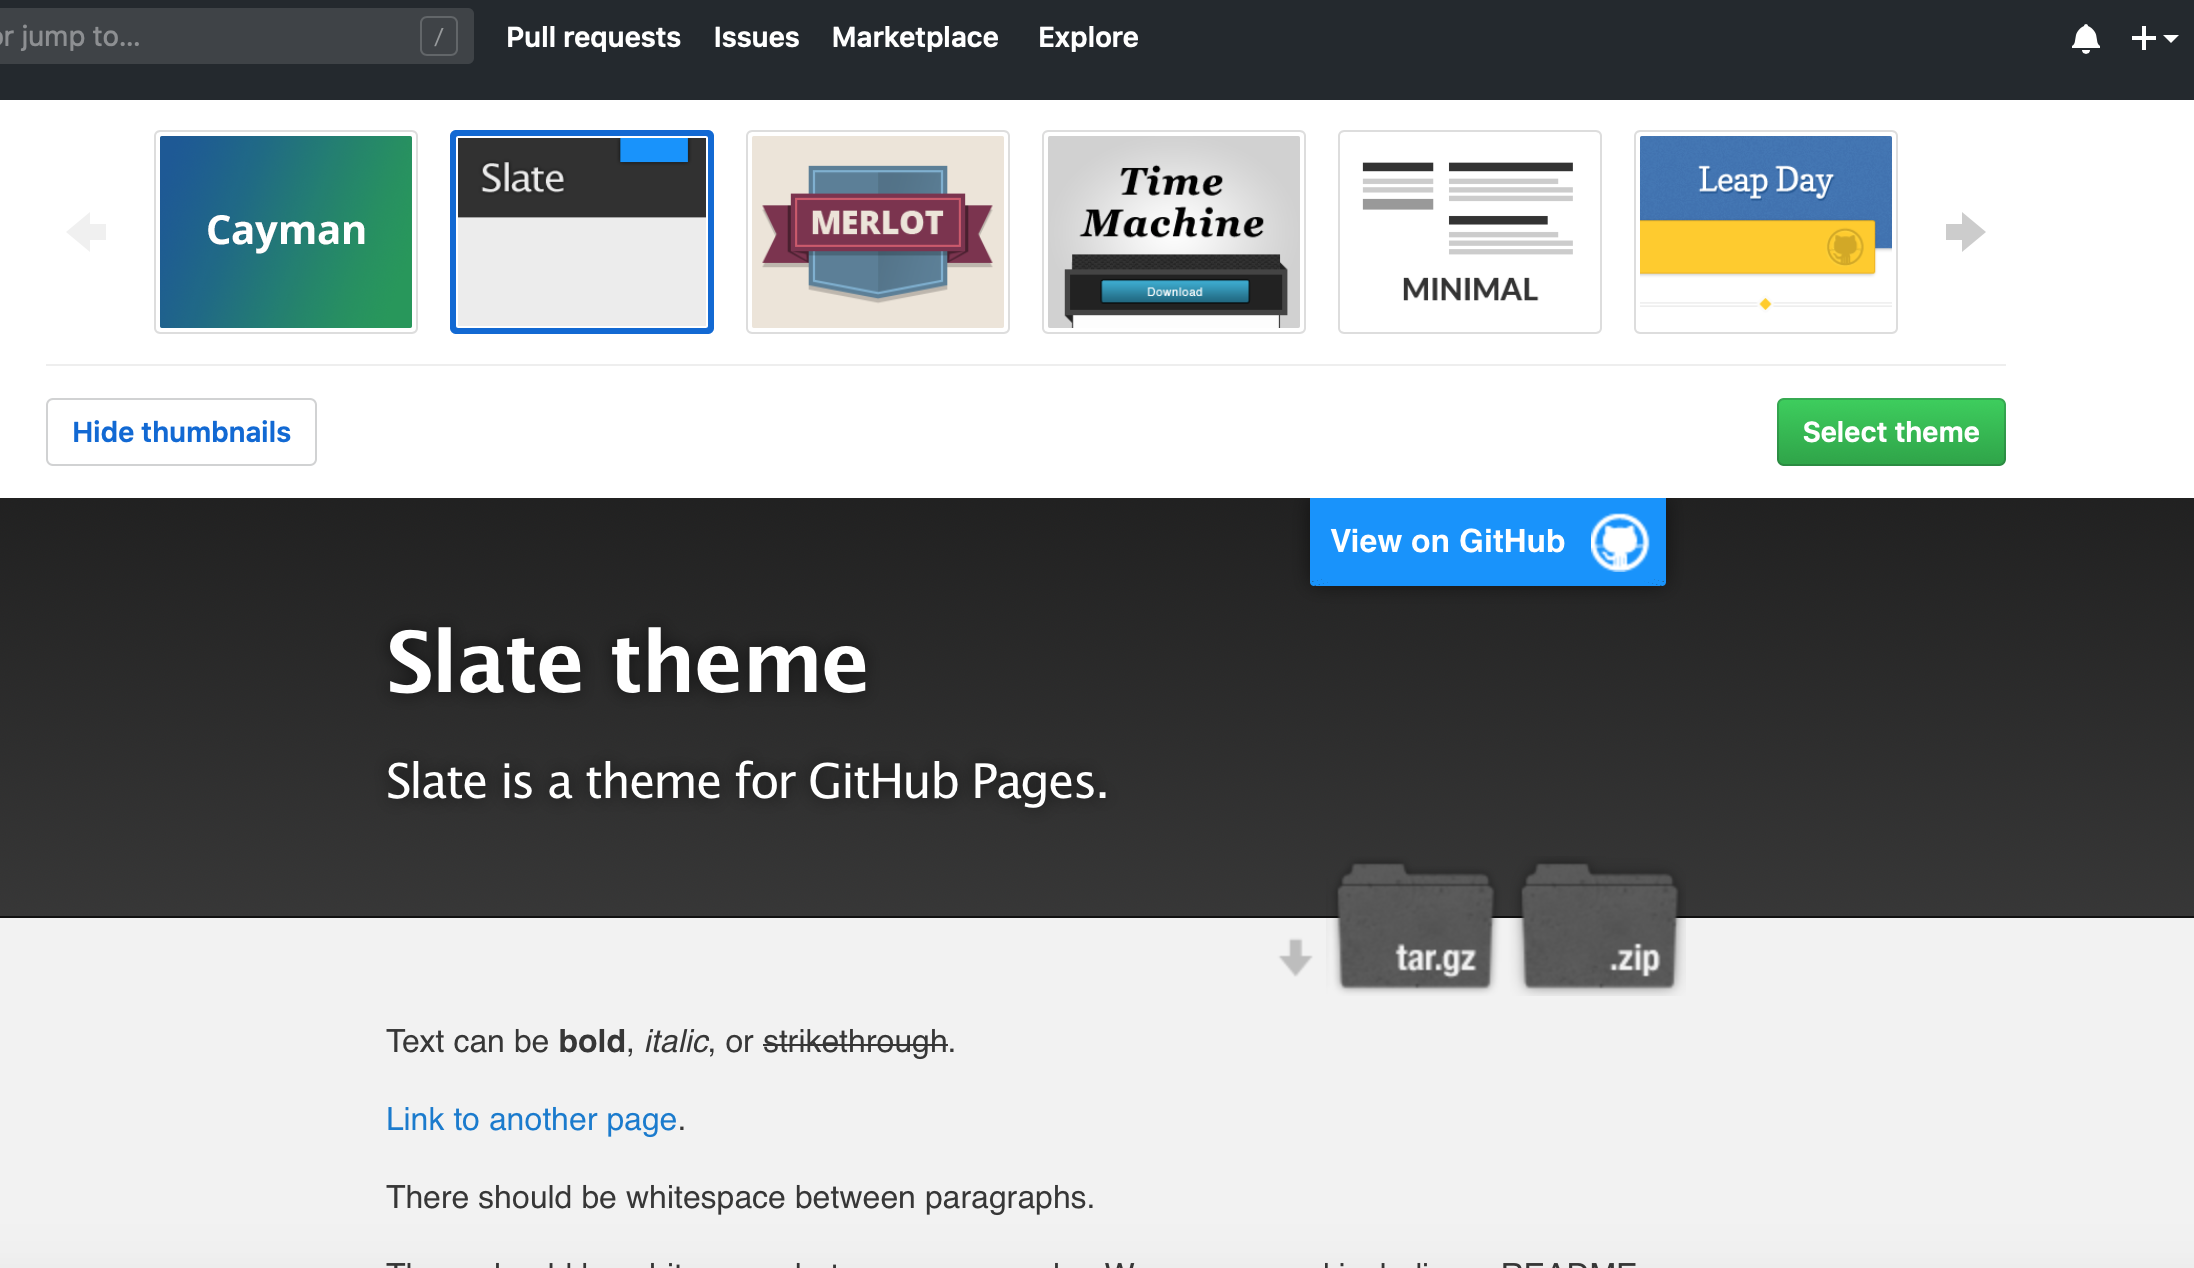 or jump to...
/
Pull requests
Issues
Marketplace
Explore
Cayman
Slate
MERLOT
Time
Machine
Download
MINIMAL
Leap Day
Hide thumbnails
Select theme
View on GitHub
Slate theme
Slate is a theme for GitHub Pages.
tar.gz
.zip
Text can be bold, italic, or strikethrough.
Link to another page.
There should be whitespace between paragraphs.